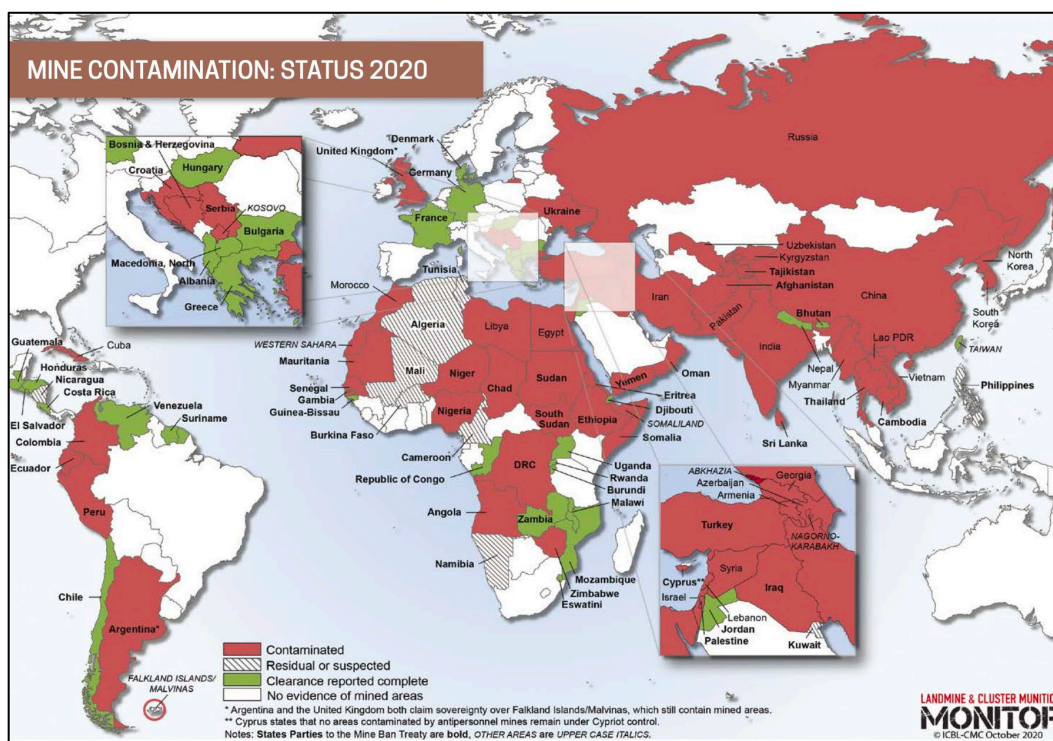 MINE CONTAMINATION: STATUS 2020
Bosnia & Herzegovina
Croatia
Hungary
Serbia
KOSOVO
Bulgaria
Macedonia, North
Albania
Greece
Denmark
United Kingdom*
Germany
France
Ukraine
Russia
Tunisia
Morocco
Algeria
Libya
Egypt
WESTERN SAHARA
Mauritania
Mali
Niger
Chad
Sudan
Senegal
Gambia
Guinea-Bissau
Nigeria
South
Sudan
Ethiopia
Burkina Faso
Cameroon
Republic of Congo
DRC
Angola
Zambia
Namibia
Yemen
Oman
Eritrea
Djibouti
SOMALILAND
Somalia
Uganda
Rwanda
Burundi
Malawi
Mozambique
Zimbabwe
Eswatini
Iran
Uzbekistan
Kyrgyzstan
Tajikistan
Afghanistan
Pakistan
China
India
Bhutan
Nepal
Myanmar
Thailand
Lao PDR
Vietnam
Cambodia
Sri Lanka
North
Korea
South
Korea
TAIWAN
Philippines
Guatemala
Cuba
Honduras
Nicaragua
Costa Rica
El Salvador
Colombia
Venezuela
Suriname
Ecuador
Peru
Chile
Argentina*
FALKLAND ISLANDS/
MALVINAS
ABKHAZIA
Georgia
Azerbaijan
Armenia
Turkey
NAGORNO-
KARABAKH
Cyprus**
Syria
Iraq
Israel
Lebanon
Jordan
Palestine
Kuwait
Contaminated
Residual or suspected
Clearance reported complete
No evidence of mined areas
* Argentina and the United Kingdom both claim sovereignty over Falkland Islands/Malvinas, which still contain mined areas.
** Cyprus states that no areas contaminated by antipersonnel mines remain under Cypriot control.
Notes: States Parties to the Mine Ban Treaty are bold, OTHER AREAS are UPPER CASE ITALICS.
LANDMINE & CLUSTER MUNITION
MONITOR
© ICBL-CMC October 2020